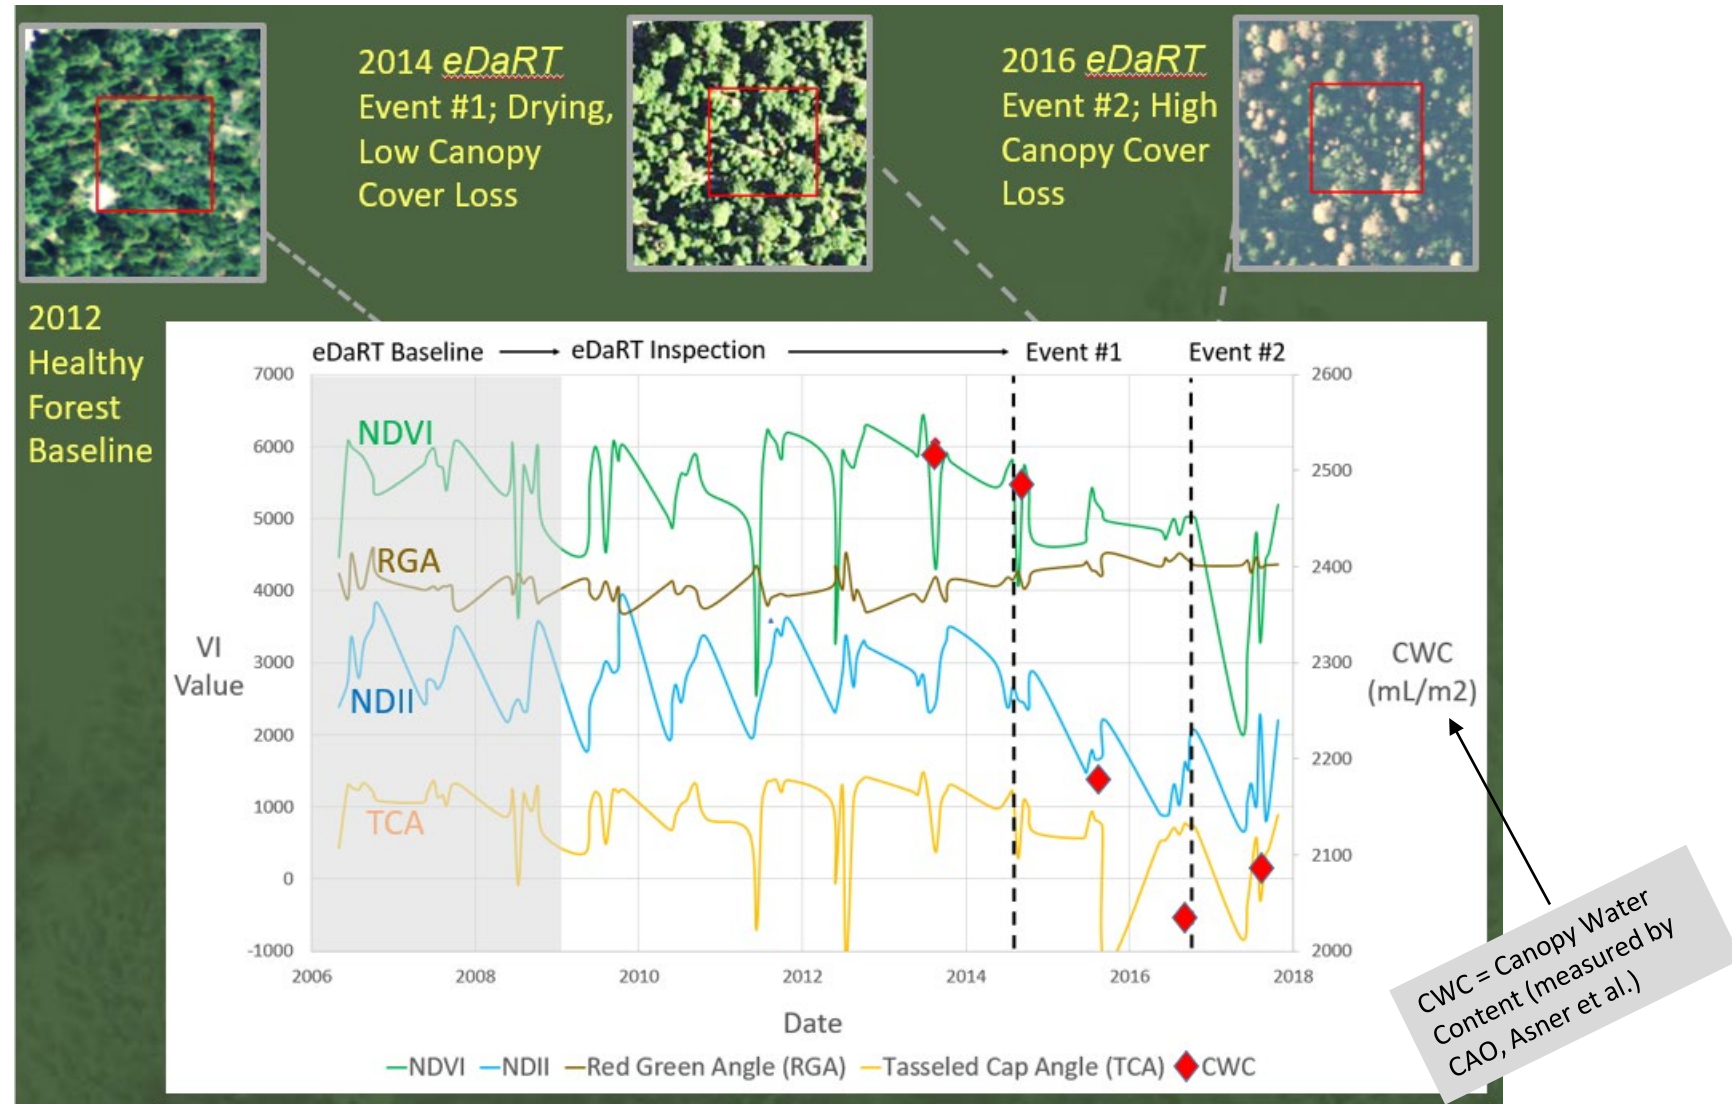 2014 eDaRT
Event #1; Drying,
Low Canopy
Cover Loss
2016 eDaRT
Event #2; High
Canopy Cover
Loss
2012
Healthy
Forest
Baseline
eDaRT Baseline
eDaRT Inspection
Event #1
Event #2
7000
6000
5000
4000
3000
2000
1000
0
-1000
VI
Value
NDVI
RGA
NDII
TCA
2600
2500
2400
2300
2200
2100
2000
CWC
(mL/m2)
2006
2008
2010
2012
2014
2016
2018
Date
NDVI
NDII
Red Green Angle (RGA)
Tasseled Cap Angle (TCA)
CWC
CWC = Canopy Water
Content (measured by
CAO, Asner et al.)